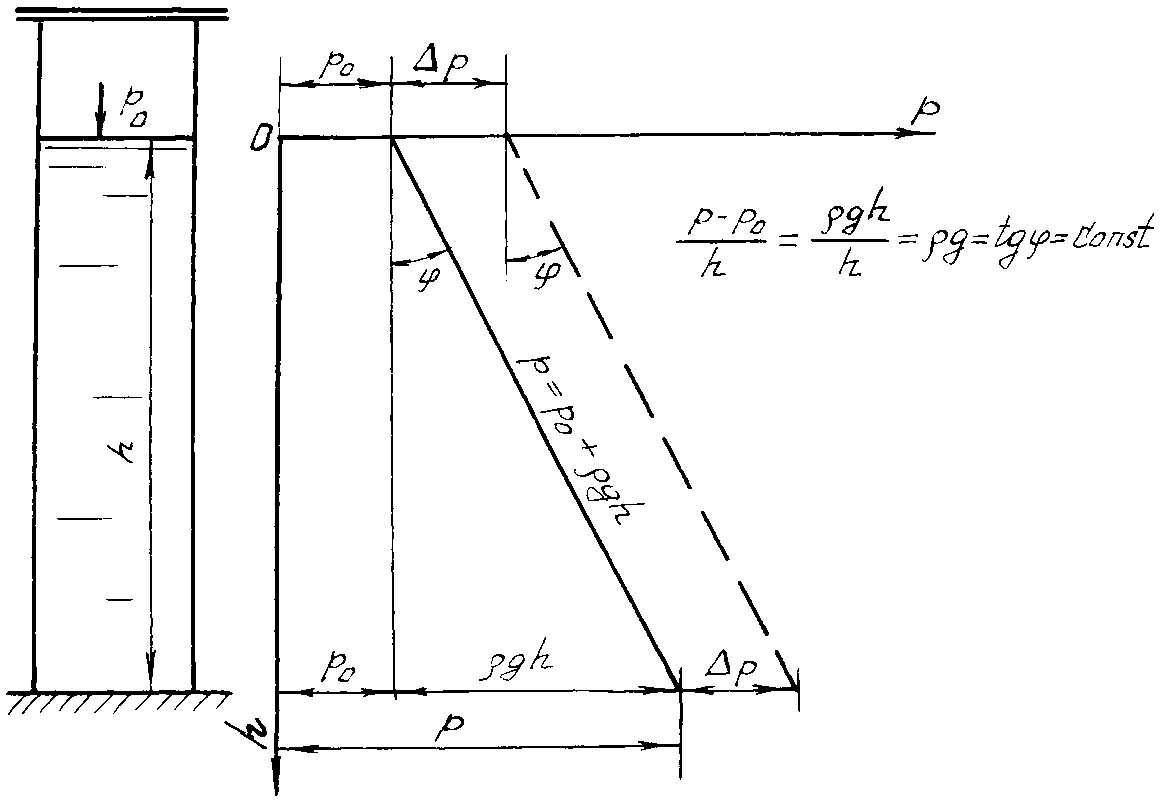 p₀ Δp
p₀
0
p
(p - p₀)/h = ρgh/h = ρg = tgφ = const
φ φ
p = p₀ + ρgh
h
p₀ ρgh Δp
h
p